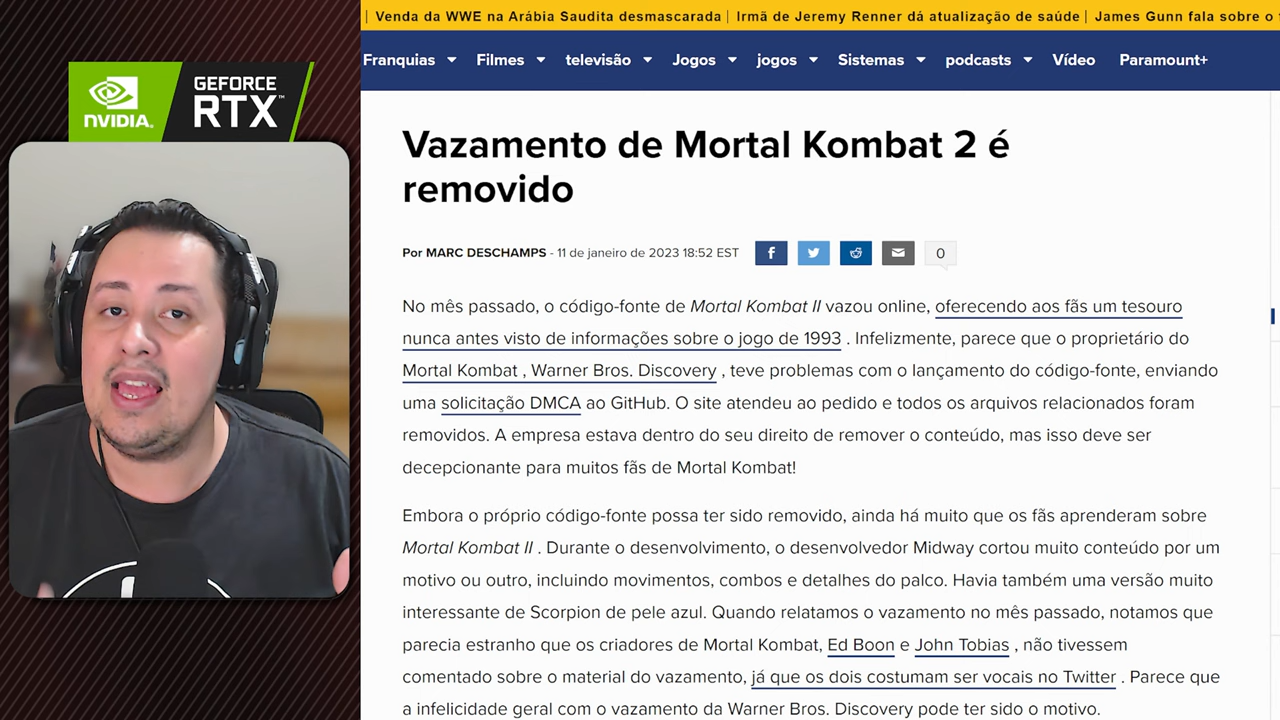 | Venda da WWE na Arábia Saudita desmascarada | Irmã de Jeremy Renner dá atualização de saúde | James Gunn fala sobre o
Franquias Filmes televisão Jogos jogos Sistemas podcasts Vídeo Paramount+
NVIDIA.
GEFORCE
RTX™
Vazamento de Mortal Kombat 2 é
removido
Por MARC DESCHAMPS - 11 de janeiro de 2023 18:52 EST
0
No mês passado, o código-fonte de Mortal Kombat II vazou online, oferecendo aos fãs um tesouro
nunca antes visto de informações sobre o jogo de 1993 . Infelizmente, parece que o proprietário do
Mortal Kombat , Warner Bros. Discovery , teve problemas com o lançamento do código-fonte, enviando
uma solicitação DMCA ao GitHub. O site atendeu ao pedido e todos os arquivos relacionados foram
removidos. A empresa estava dentro do seu direito de remover o conteúdo, mas isso deve ser
decepcionante para muitos fãs de Mortal Kombat!
Embora o próprio código-fonte possa ter sido removido, ainda há muito que os fãs aprenderam sobre
Mortal Kombat II . Durante o desenvolvimento, o desenvolvedor Midway cortou muito conteúdo por um
motivo ou outro, incluindo movimentos, combos e detalhes do palco. Havia também uma versão muito
interessante de Scorpion de pele azul. Quando relatamos o vazamento no mês passado, notamos que
parecia estranho que os criadores de Mortal Kombat, Ed Boon e John Tobias , não tivessem
comentado sobre o material do vazamento, já que os dois costumam ser vocais no Twitter . Parece que
a infelicidade geral com o vazamento da Warner Bros. Discovery pode ter sido o motivo.